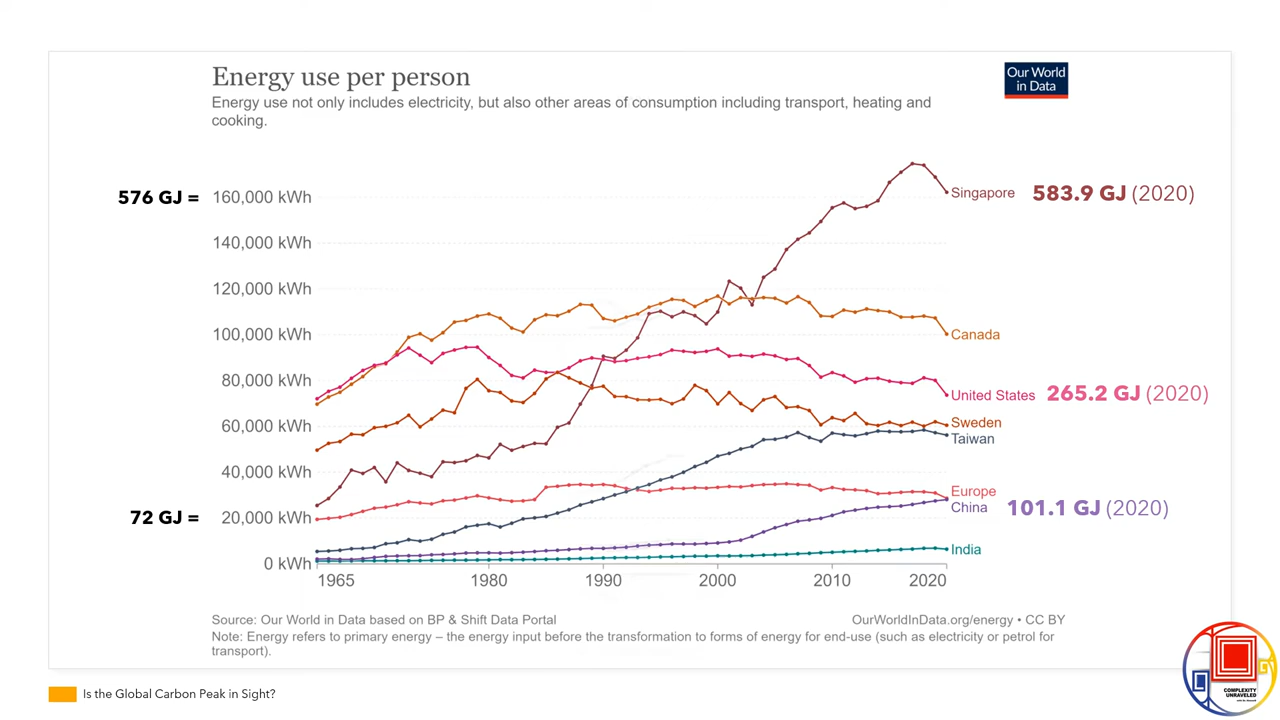 Energy use per person
Our World
in Data
Energy use not only includes electricity, but also other areas of consumption including transport, heating and
cooking.
576 GJ = 160,000 kWh
Singapore 583.9 GJ (2020)
140,000 kWh
120,000 kWh
100,000 kWh
Canada
80,000 kWh
United States 265.2 GJ (2020)
60,000 kWh
Sweden
Taiwan
40,000 kWh
Europe
China 101.1 GJ (2020)
72 GJ = 20,000 kWh
India
0 kWh
1965 1980 1990 2000 2010 2020
Source: Our World in Data based on BP & Shift Data Portal
OurWorldInData.org/energy • CC BY
Note: Energy refers to primary energy – the energy input before the transformation to forms of energy for end-use (such as electricity or petrol for
transport).
Is the Global Carbon Peak in Sight?
COMPLEXITY
UNRAVELED